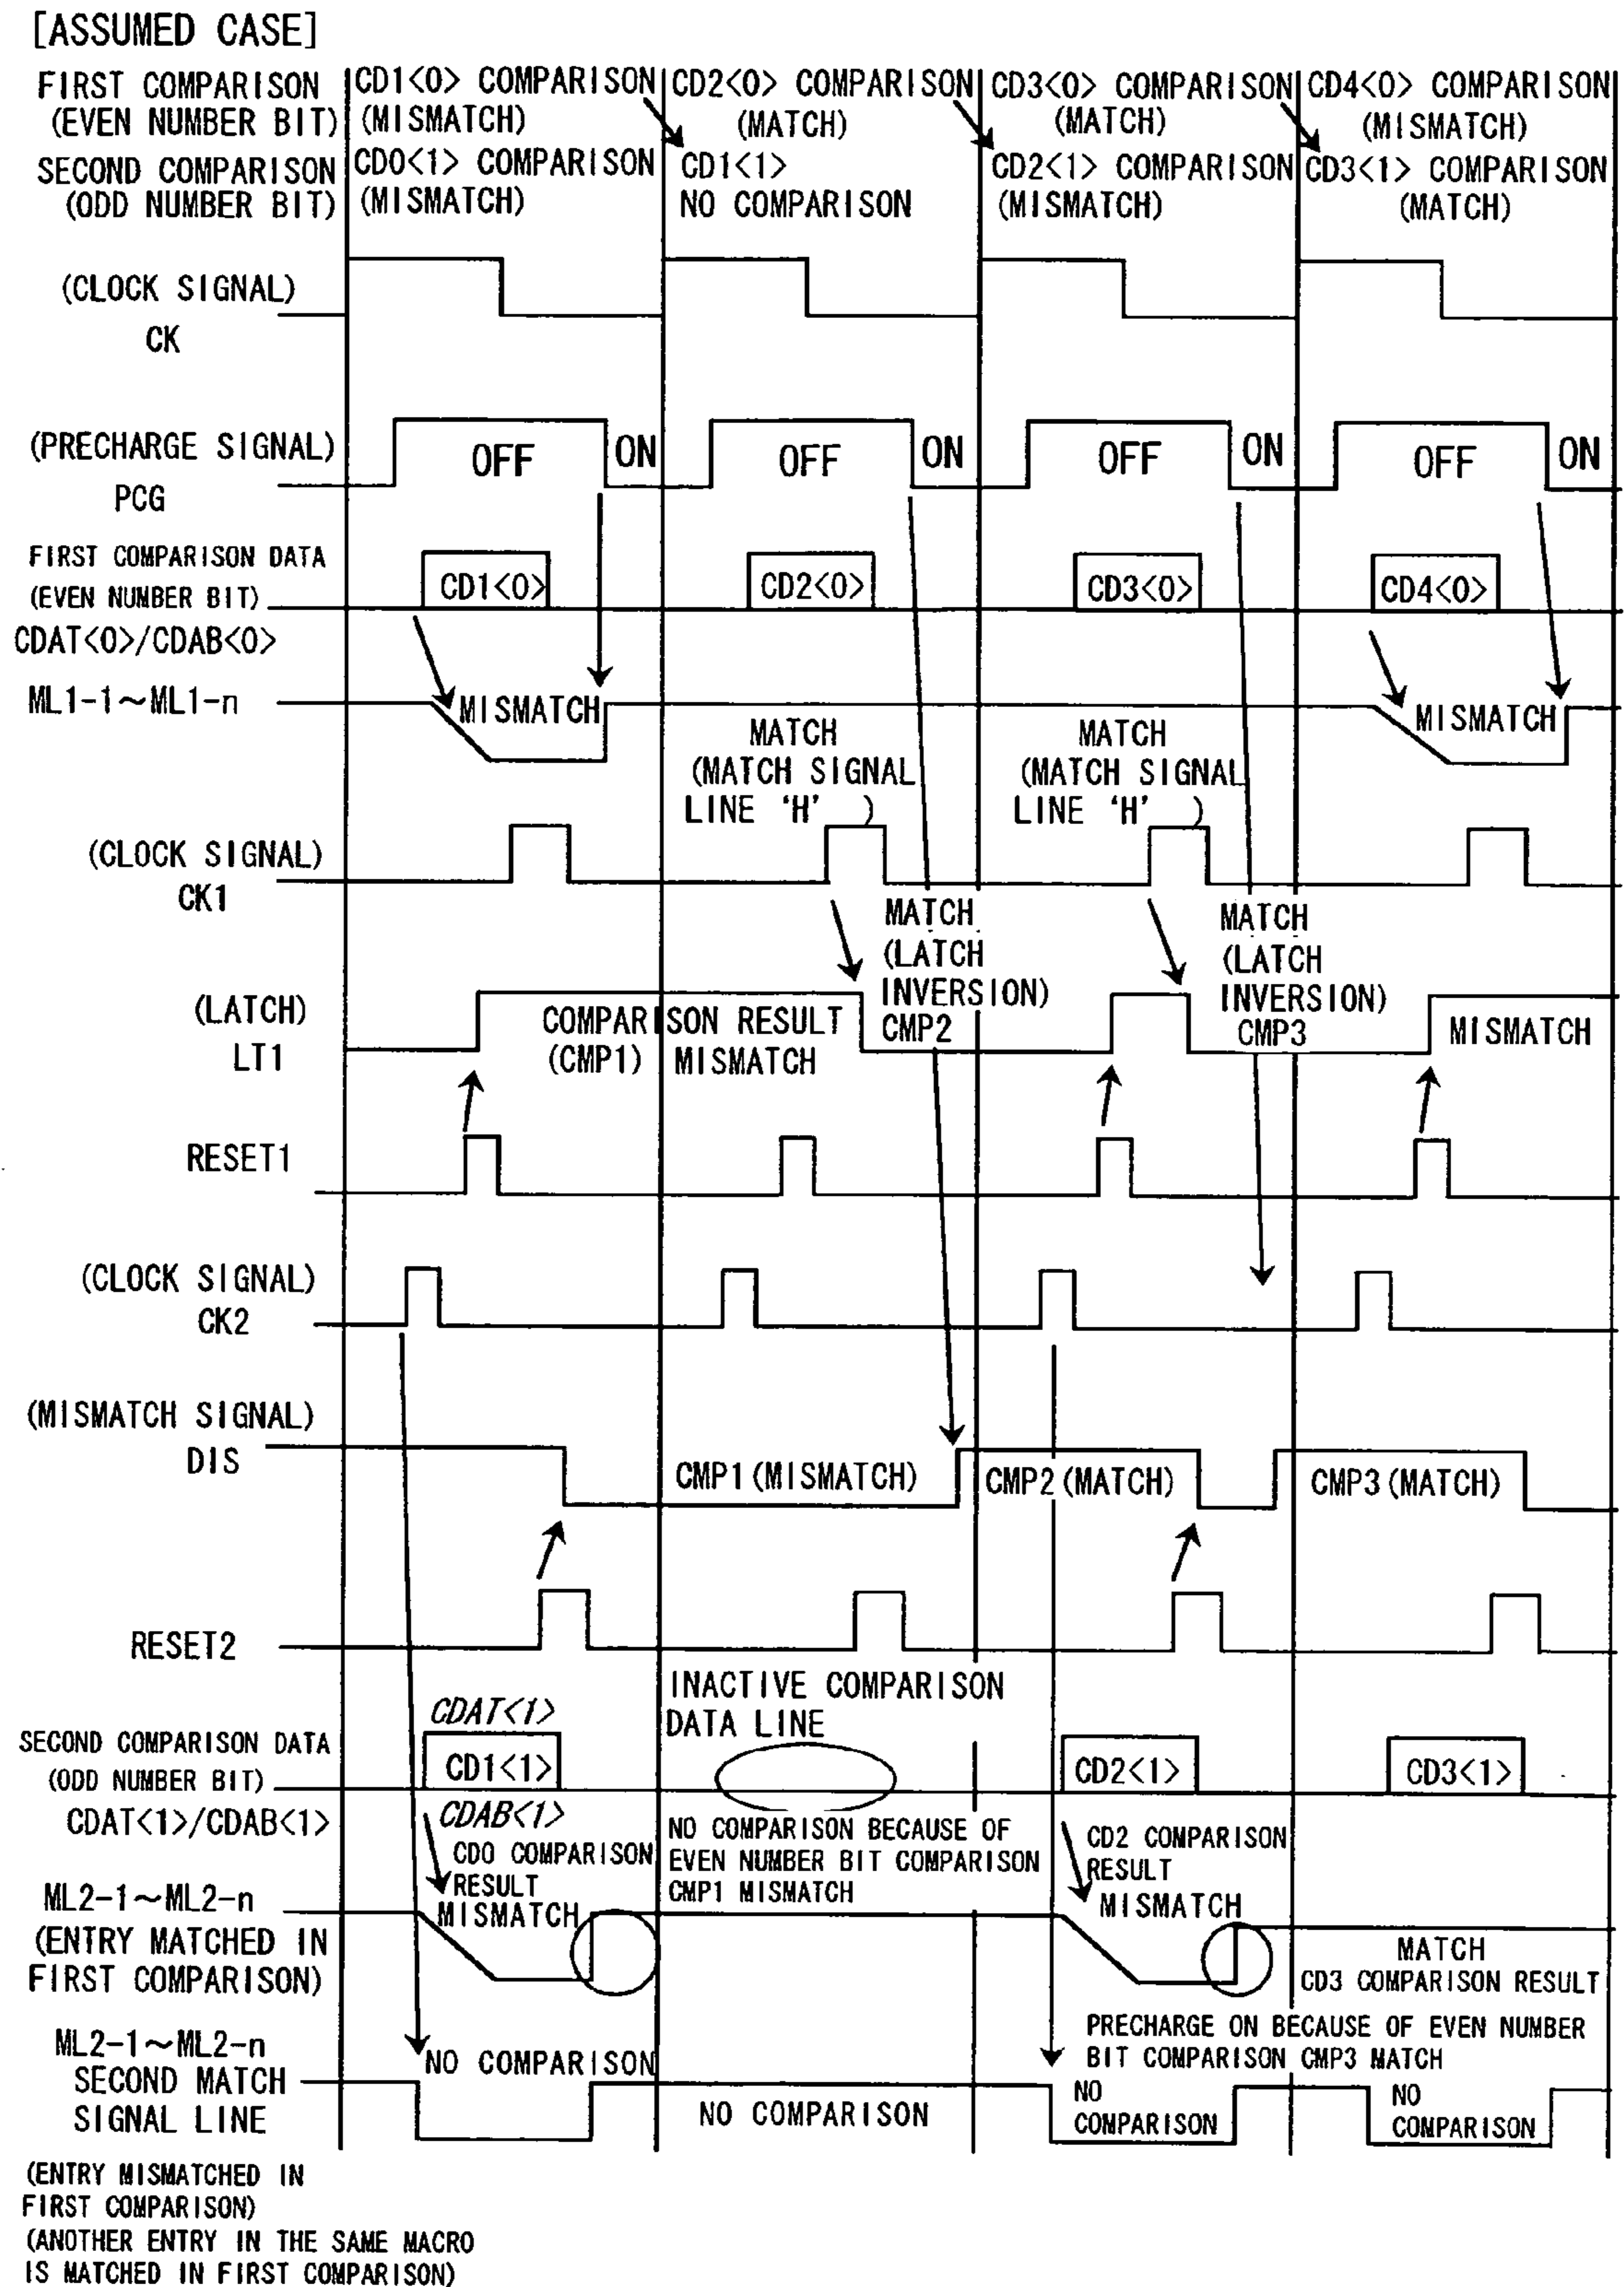 [ASSUMED CASE]
FIRST COMPARISON
(EVEN NUMBER BIT)
CD1<0> COMPARISON
(MISMATCH)
CD2<0> COMPARISON
(MATCH)
CD3<0> COMPARISON
(MATCH)
CD4<0> COMPARISON
(MISMATCH)
SECOND COMPARISON
(ODD NUMBER BIT)
CD0<1> COMPARISON
(MISMATCH)
CD1<1>
NO COMPARISON
CD2<1> COMPARISON
(MISMATCH)
CD3<1> COMPARISON
(MATCH)
(CLOCK SIGNAL)
CK
(PRECHARGE SIGNAL)
PCG
OFF ON OFF ON OFF ON OFF ON
FIRST COMPARISON DATA
(EVEN NUMBER BIT)
CDAT<0>/CDAB<0>
CD1<0> CD2<0> CD3<0> CD4<0>
ML1-1~ML1-n
MISMATCH
MATCH
(MATCH SIGNAL
LINE ‘H’ )
MATCH
(MATCH SIGNAL
LINE ‘H’ )
MISMATCH
(CLOCK SIGNAL)
CK1
(LATCH)
LT1
COMPARISON RESULT
(CMP1) MISMATCH
MATCH
(LATCH
INVERSION)
CMP2
MATCH
(LATCH
INVERSION)
CMP3
MISMATCH
RESET1
(CLOCK SIGNAL)
CK2
(MISMATCH SIGNAL)
DIS
CMP1(MISMATCH)
CMP2(MATCH)
CMP3(MATCH)
RESET2
SECOND COMPARISON DATA
(ODD NUMBER BIT)
CDAT<1>/CDAB<1>
CDAT<1>
CD1<1>
CDAB<1>
INACTIVE COMPARISON
DATA LINE
CD2<1>
CD3<1>
CD0 COMPARISON
RESULT
MISMATCH
NO COMPARISON BECAUSE OF
EVEN NUMBER BIT COMPARISON
CMP1 MISMATCH
CD2 COMPARISON
RESULT
MISMATCH
ML2-1~ML2-n
(ENTRY MATCHED IN
FIRST COMPARISON)
MATCH
CD3 COMPARISON RESULT
PRECHARGE ON BECAUSE OF EVEN NUMBER
BIT COMPARISON CMP3 MATCH
ML2-1~ML2-n
SECOND MATCH
SIGNAL LINE
NO COMPARISON
NO COMPARISON
NO
COMPARISON
NO
COMPARISON
(ENTRY MISMATCHED IN
FIRST COMPARISON)
(ANOTHER ENTRY IN THE SAME MACRO
IS MATCHED IN FIRST COMPARISON)